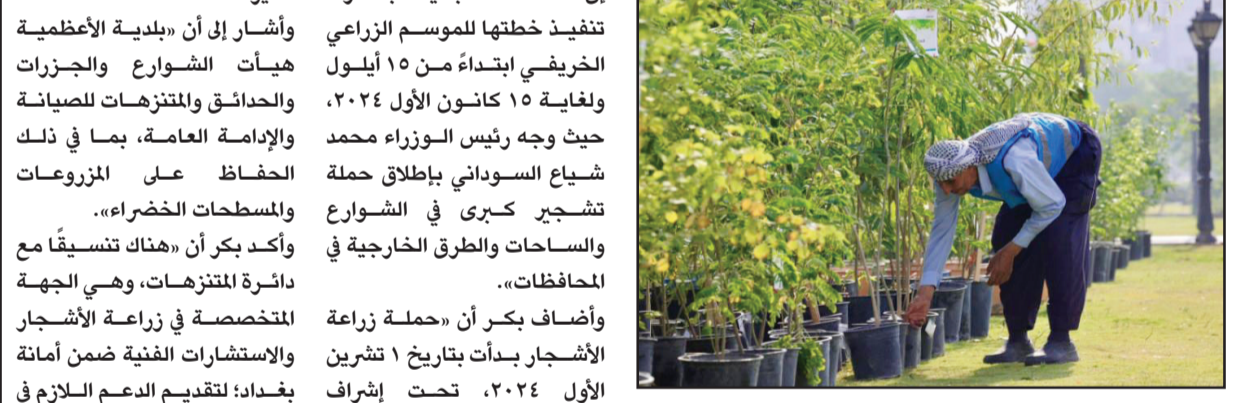 تنفيذ خطتها للموسم الزراعي
الخريفي ابتداءً من ١٥ أيلول
ولغاية ١٥ كانون الأول ٢٠٢٤،
حيث وجه رئيس الوزراء محمد
شياع السوداني بإطلاق حملة
تشجير كبرى في الشوارع
والساحات والطرق الخارجية في
المحافظات».
وأضاف بكر أن «حملة زراعة
الأشجار بدأت بتاريخ ١ تشرين
الأول ٢٠٢٤، تحت إشراف
وأشار إلى أن «بلدية الأعظمية
هيأت الشوارع والجزرات
والحدائق والمتنزهات للصيانة
والإدامة العامة، بما في ذلك
الحفاظ على المزروعات
والمسطحات الخضراء».
وأكد بكر أن «هناك تنسيقًا مع
دائرة المتنزهات، وهي الجهة
المتخصصة في زراعة الأشجار
والاستشارات الفنية ضمن أمانة
بغداد؛ لتقديم الدعم اللازم في